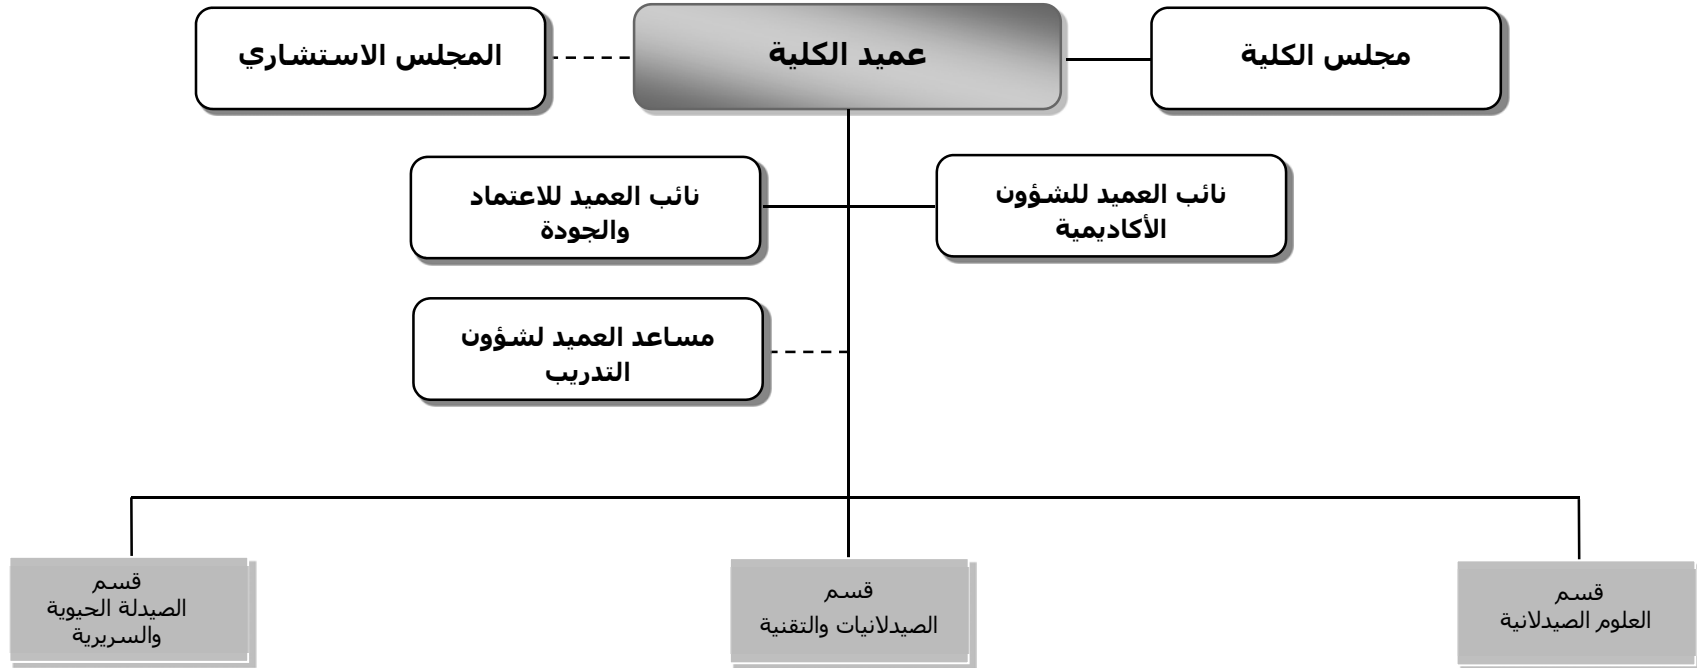 مجلس الكلية
عميد الكلية
المجلس الاستشاري
نائب العميد للشؤون
الأكاديمية
نائب العميد للاعتماد
والجودة
مساعد العميد لشؤون
التدريب
قسم
العلوم الصيدلانية
قسم
الصيدلانيات والتقنية
قسم
الصيدلة الحيوية
والسريرية